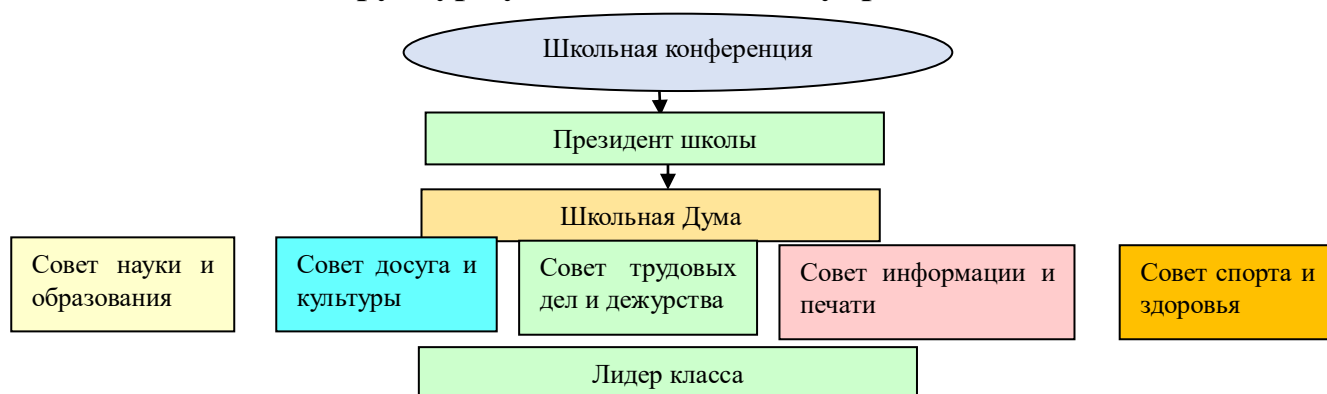 Школьная конференция
Президент школы
Школьная Дума
Совет науки и
образования
Совет досуга и
культуры
Совет трудовых
дел и дежурства
Совет информации и
печати
Совет спорта и
здоровья
Лидер класса